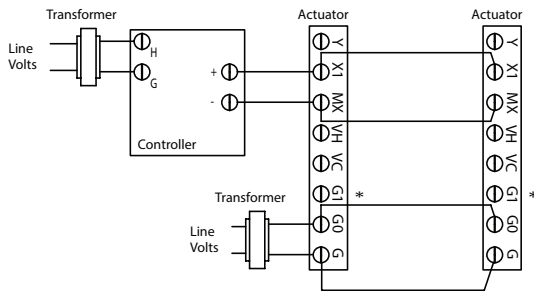 Transformer
Actuator
Actuator
Line
Volts
H
G
+
-
Controller
Y
X1
MX
VH
VC
G1
G0
G
*
Y
X1
MX
VH
VC
G1
G0
G
*
Transformer
Line
Volts